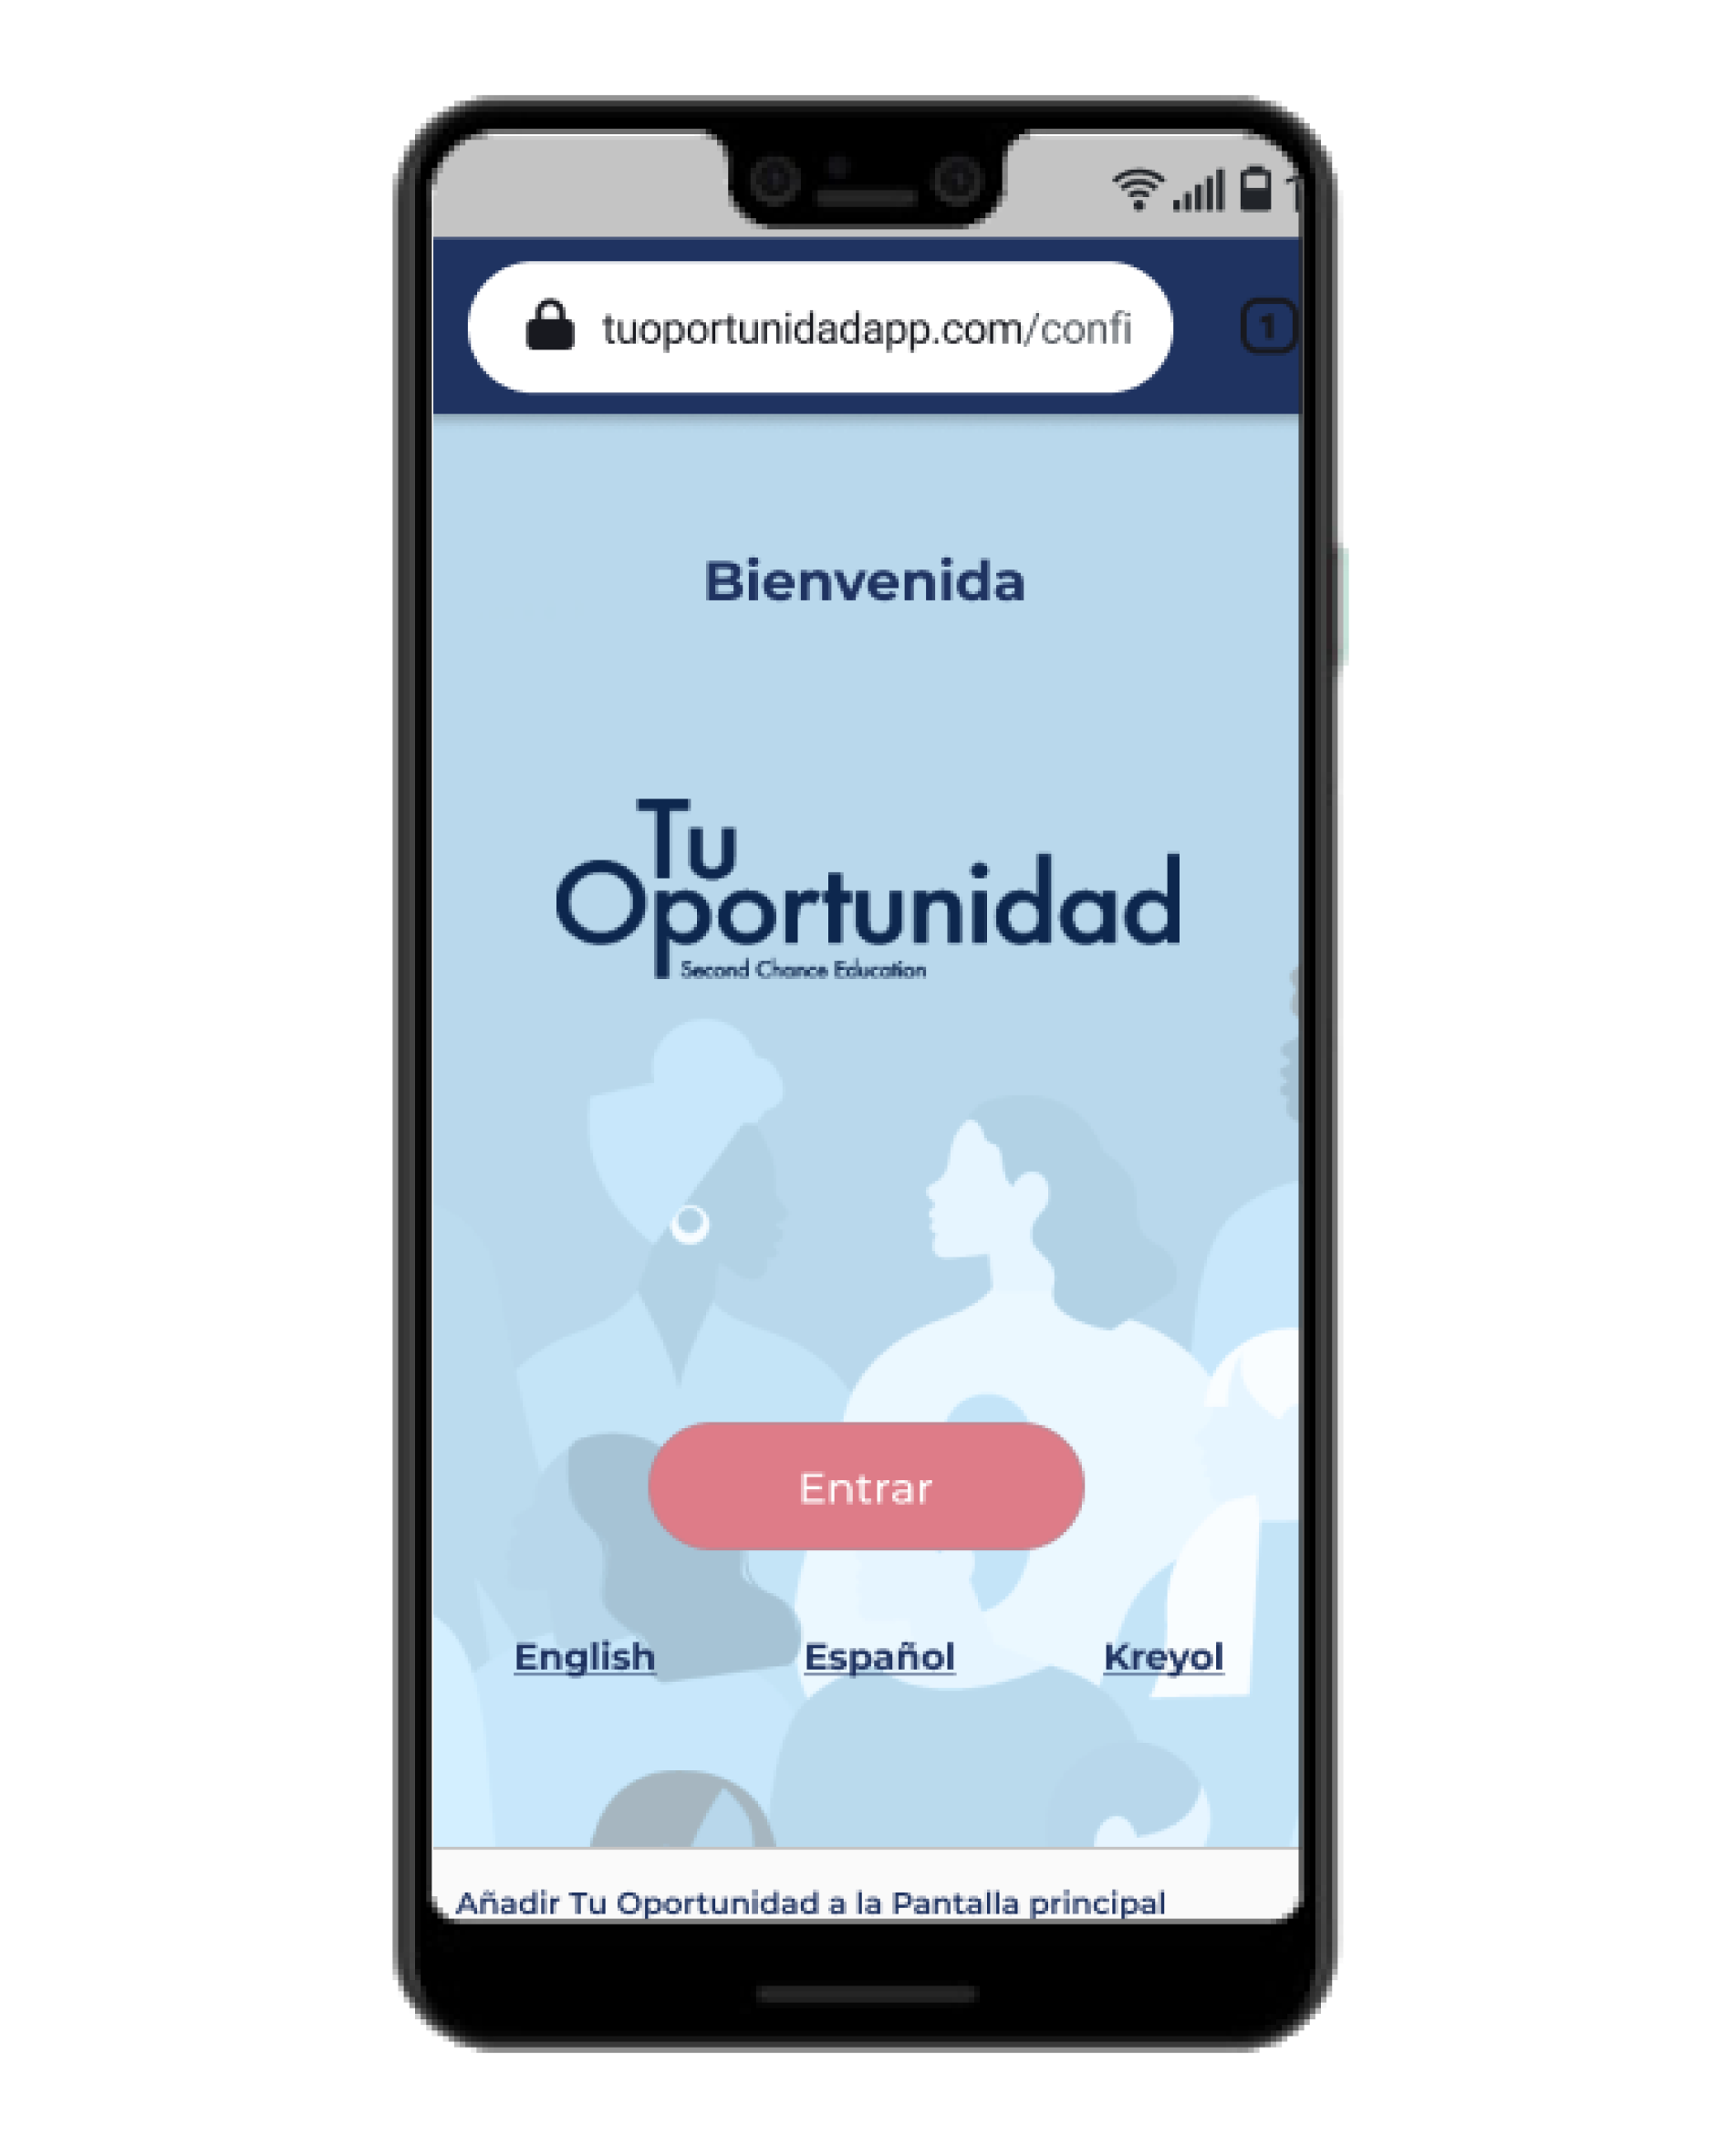 tuoportunidadapp.com/confi
1
Bienvenida
Tu
Oportunidad
Second Chance Education
Entrar
English Español Kreyol
Añadir Tu Oportunidad a la Pantalla principal